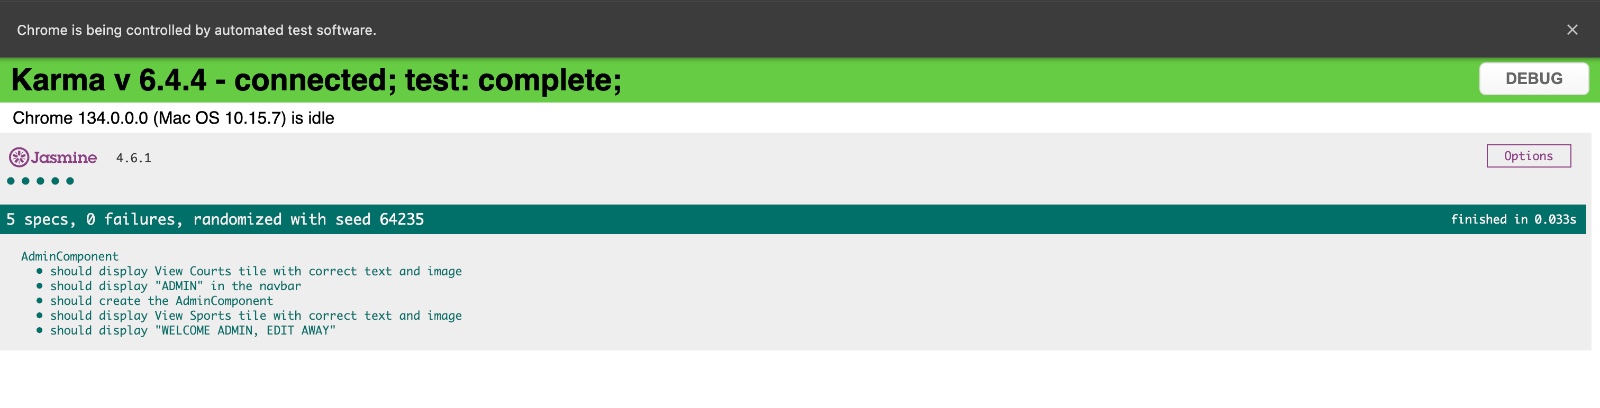 Chrome is being controlled by automated test software.
Karma v 6.4.4 - connected; test: complete;
DEBUG
Chrome 134.0.0.0 (Mac OS 10.15.7) is idle
Jasmine 4.6.1
Options
5 specs, 0 failures, randomized with seed 64235
finished in 0.033s
AdminComponent
• should display View Courts tile with correct text and image
• should display "ADMIN" in the navbar
• should create the AdminComponent
• should display View Sports tile with correct text and image
• should display "WELCOME ADMIN, EDIT AWAY"